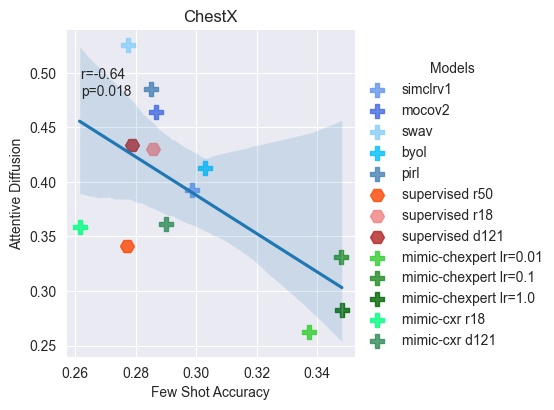 ChestX
r=-0.64
p=0.018
Attentive Diffusion
0.50
0.45
0.40
0.35
0.30
0.25
0.26
0.28
0.30
0.32
0.34
Few Shot Accuracy
Models
simclrv1
mocov2
swav
byol
pirl
supervised r50
supervised r18
supervised d121
mimic-chexpert lr=0.01
mimic-chexpert lr=0.1
mimic-chexpert lr=1.0
mimic-cxr r18
mimic-cxr d121